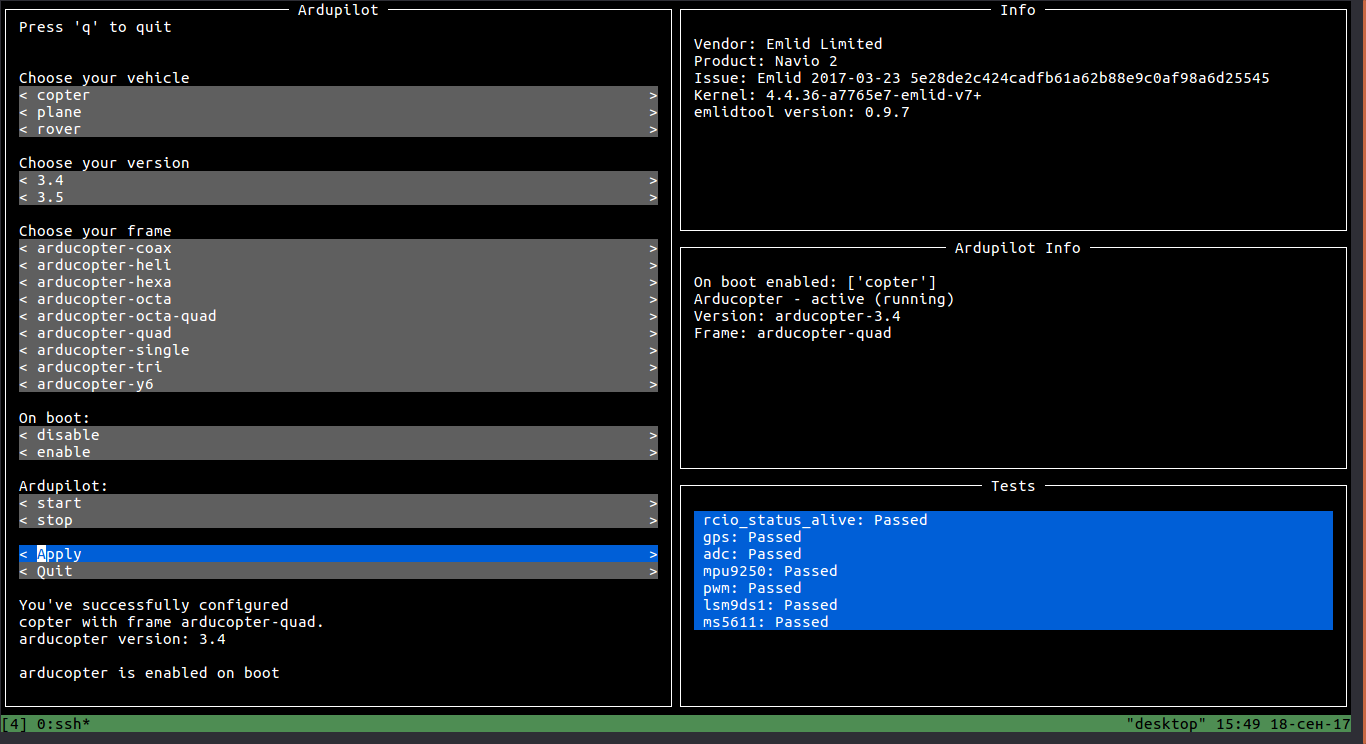 Ardupilot
Press 'q' to quit
Choose your vehicle
< copter >
< plane >
< rover >
Choose your version
< 3.4 >
< 3.5 >
Choose your frame
< arducopter-coax >
< arducopter-heli >
< arducopter-hexa >
< arducopter-octa >
< arducopter-octa-quad >
< arducopter-quad >
< arducopter-single >
< arducopter-tri >
< arducopter-y6 >
On boot:
< disable >
< enable >
Ardupilot:
< start >
< stop >
< Apply >
< Quit >
You've successfully configured
copter with frame arducopter-quad.
arducopter version: 3.4
arducopter is enabled on boot
Info
Vendor: Emlid Limited
Product: Navio 2
Issue: Emlid 2017-03-23 5e28de2c424cadfb61a62b88e9c0af98a6d25545
Kernel: 4.4.36-a7765e7-emlid-v7+
emlidtool version: 0.9.7
Ardupilot Info
On boot enabled: ['copter']
Arducopter - active (running)
Version: arducopter-3.4
Frame: arducopter-quad
Tests
rcio_status_alive: Passed
gps: Passed
adc: Passed
mpu9250: Passed
pwm: Passed
lsm9ds1: Passed
ms5611: Passed
[4] 0:ssh* "desktop" 15:49 18-сен-17